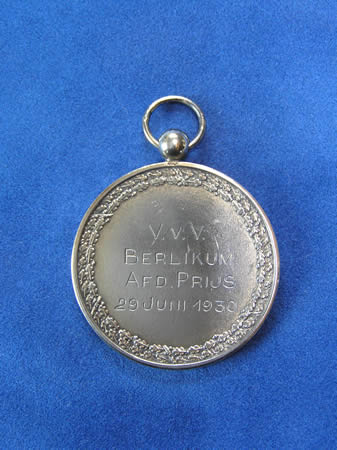 V.v.V.
BERLIKUM
AFD. PRIJS
29 JUNI 1930